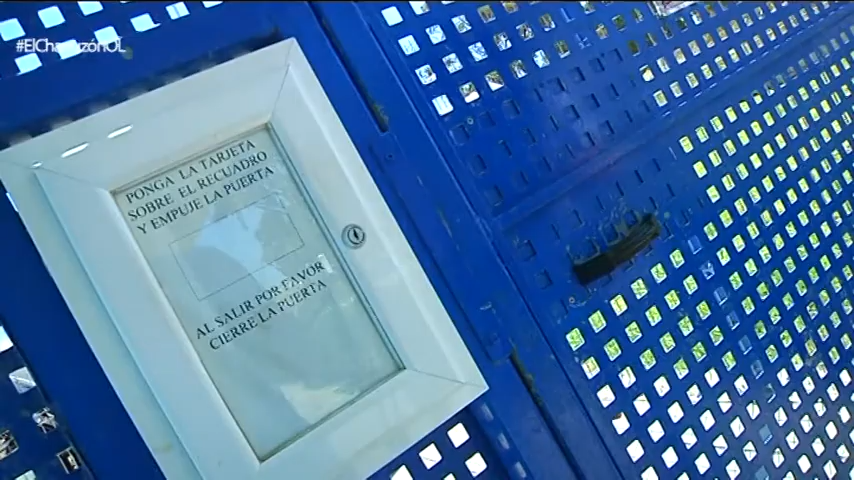 #ElChapuzónOL
PONGA LA TARJETA
SOBRE EL RECUADRO
Y EMPUJE LA PUERTA
AL SALIR POR FAVOR
CIERRE LA PUERTA